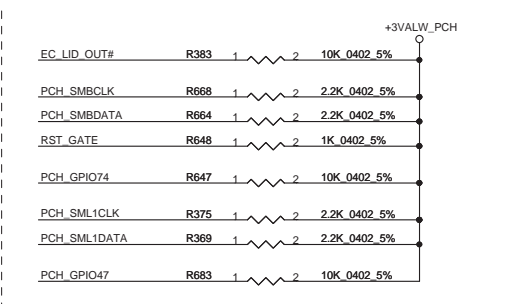 +3VALW_PCH
EC_LID_OUT# R383 1 2 10K_0402_5%
PCH_SMBCLK R668 1 2 2.2K_0402_5%
PCH_SMBDATA R664 1 2 2.2K_0402_5%
RST_GATE R648 1 2 1K_0402_5%
PCH_GPIO74 R647 1 2 10K_0402_5%
PCH_SML1CLK R375 1 2 2.2K_0402_5%
PCH_SML1DATA R369 1 2 2.2K_0402_5%
PCH_GPIO47 R683 1 2 10K_0402_5%